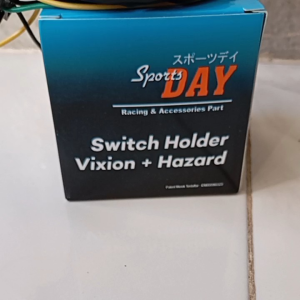 スポーツデイ
Sports
DAY
Racing & Accessories Part
Switch Holder
Vixion + Hazard